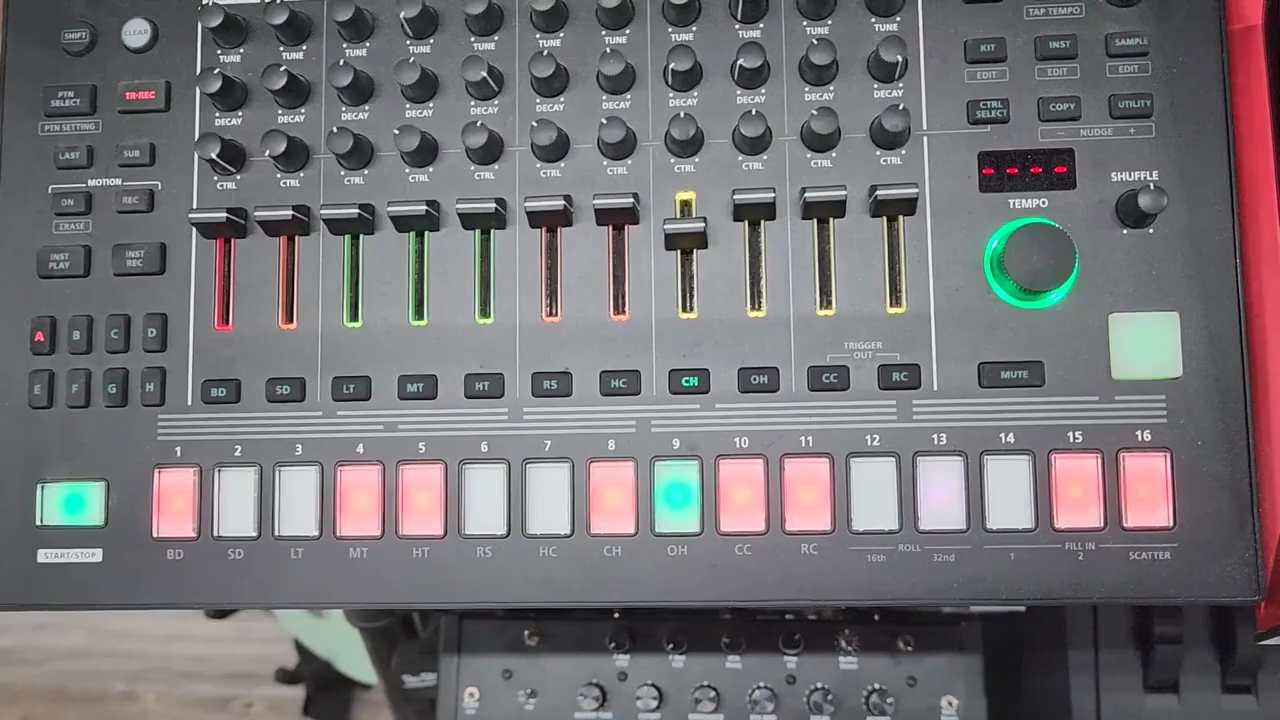 SHIFT CLEAR
TUNE TUNE TUNE TUNE TUNE TUNE TUNE TUNE TUNE TUNE TUNE
TAP TEMPO
KIT INST SAMPLE
EDIT EDIT EDIT
PTN SELECT TR-REC
DECAY DECAY DECAY DECAY DECAY DECAY DECAY DECAY DECAY DECAY DECAY
CTRL SELECT COPY UTILITY
PTN SETTING
- NUDGE +
LAST SUB
CTRL CTRL CTRL CTRL CTRL CTRL CTRL CTRL CTRL CTRL CTRL
MOTION
ON REC
ERASE
SHUFFLE
TEMPO
INST PLAY INST REC
A B C D
E F G H
TRIGGER OUT
BD SD LT MT HT RS HC CH OH CC RC MUTE
1 2 3 4 5 6 7 8 9 10 11 12 13 14 15 16
START/STOP
BD SD LT MT HT RS HC CH OH CC RC
ROLL FILL IN
16th 32nd 1 2 SCATTER